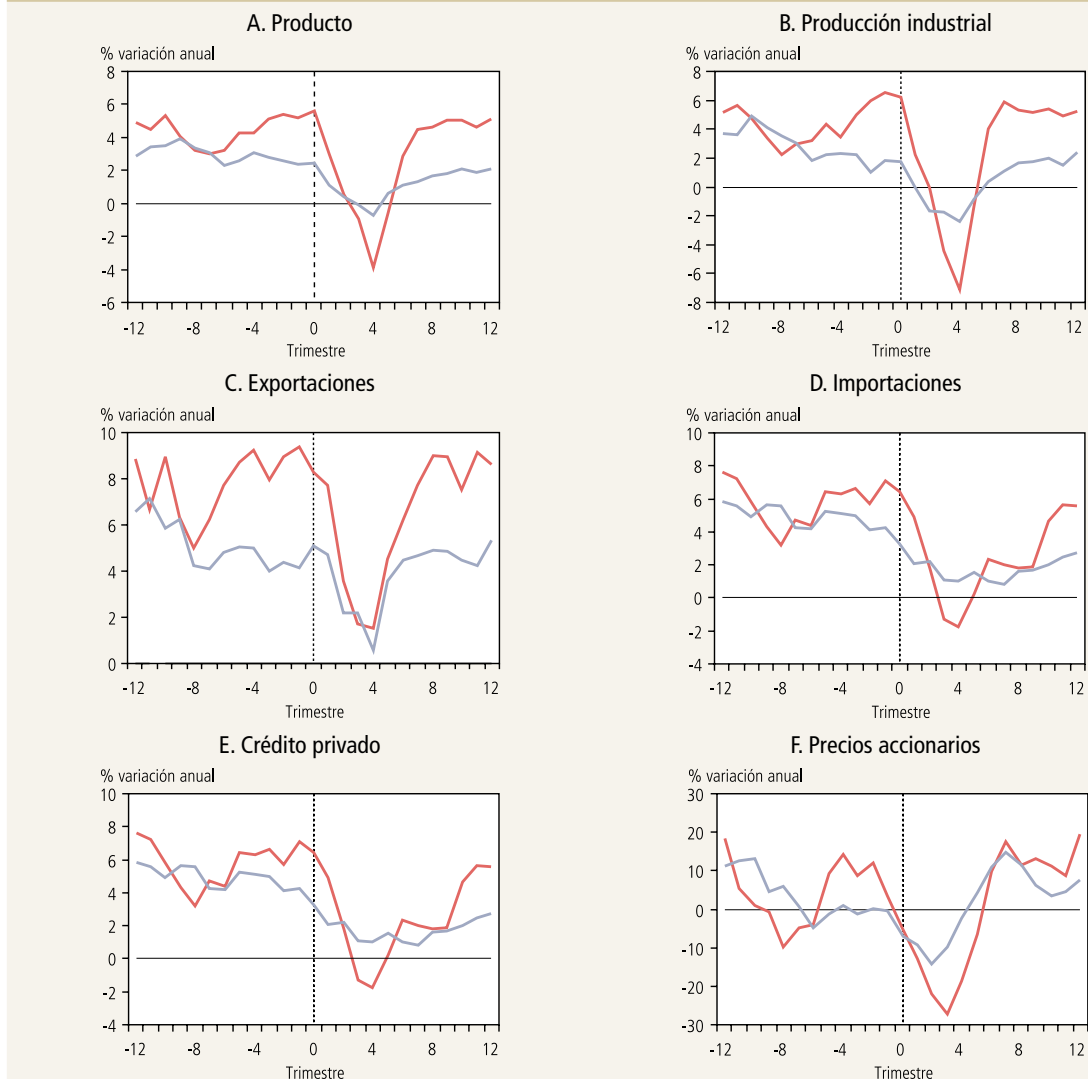 A. Producto
% variación anual
8
6
4
2
0
-2
-4
-6
-12 -8 -4 0 4 8 12
Trimestre
B. Producción industrial
% variación anual
8
6
4
2
0
-2
-4
-6
-8
-12 -8 -4 0 4 8 12
Trimestre
C. Exportaciones
% variación anual
10
8
6
4
2
0
-12 -8 -4 0 4 8 12
Trimestre
D. Importaciones
% variación anual
10
8
6
4
2
0
-2
-4
-12 -8 -4 0 4 8 12
Trimestre
E. Crédito privado
% variación anual
10
8
6
4
2
0
-2
-4
-12 -8 -4 0 4 8 12
Trimestre
F. Precios accionarios
% variación anual
30
20
10
0
-10
-20
-30
-12 -8 -4 0 4 8 12
Trimestre